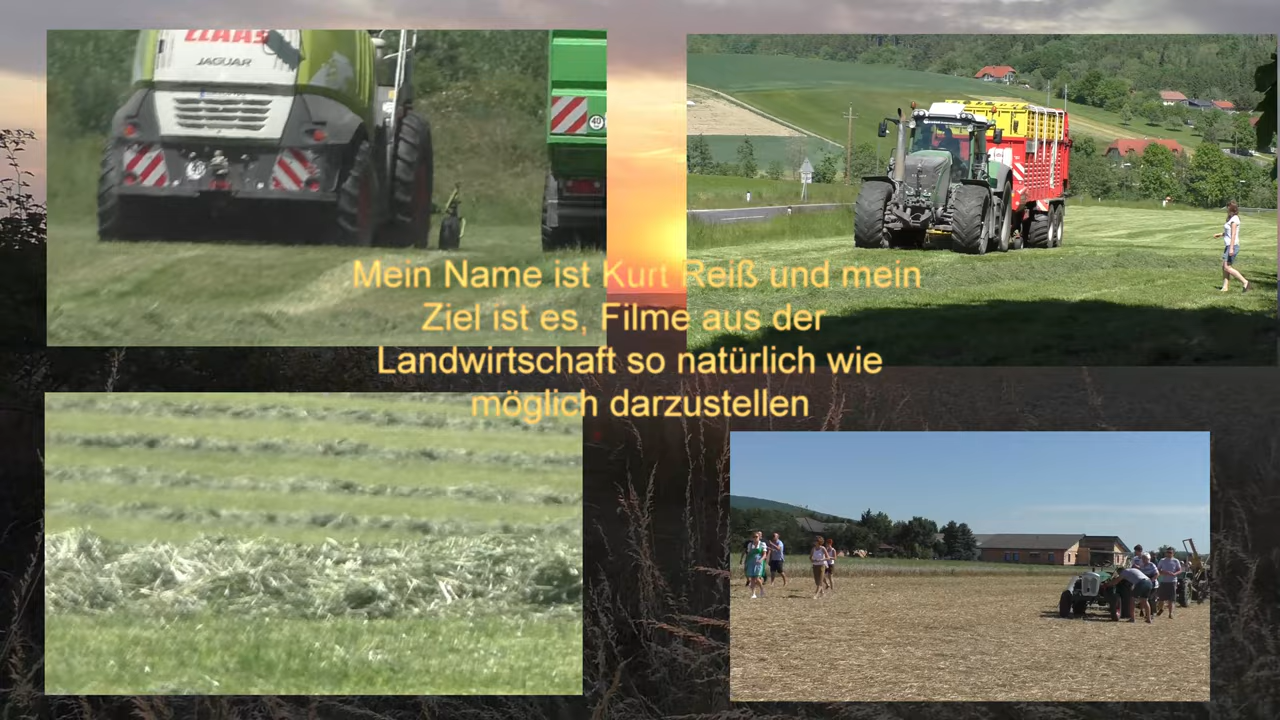 CLAAS
JAGUAR
40
Mein Name ist Kurt Reiß und mein
Ziel ist es, Filme aus der
Landwirtschaft so natürlich wie
möglich darzustellen